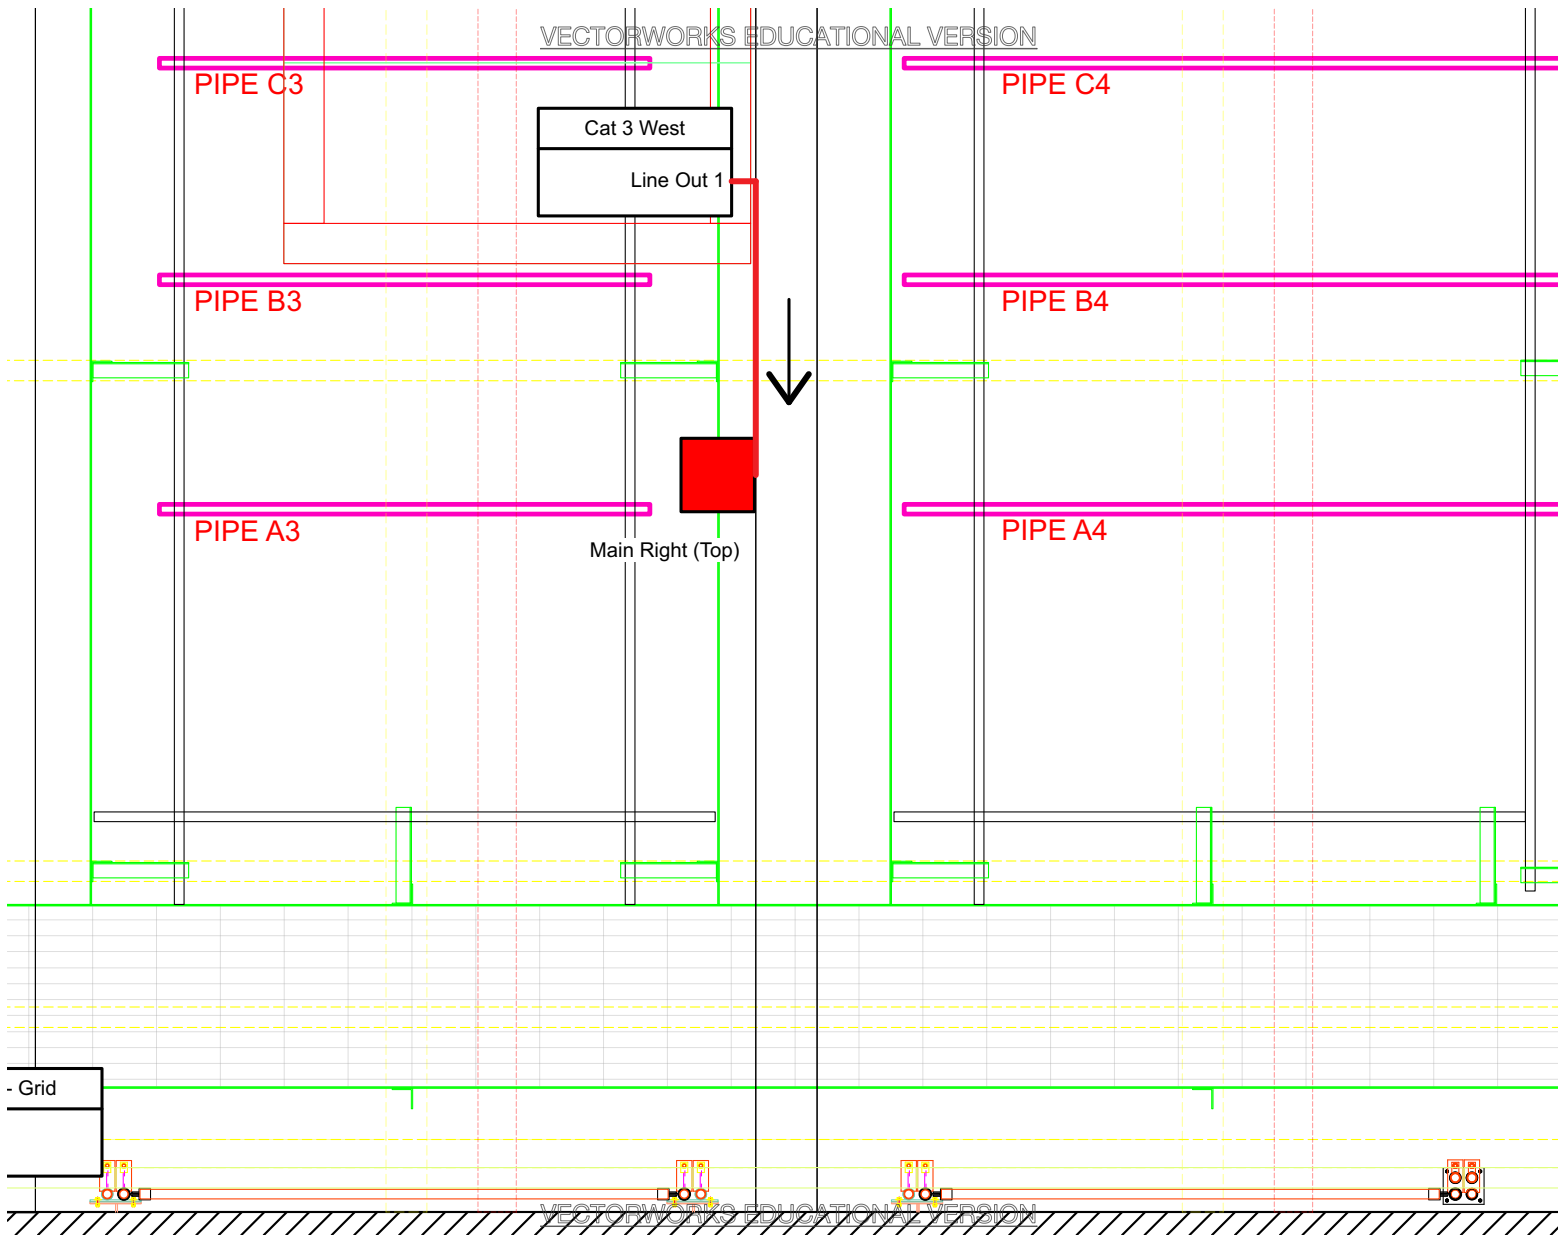 VECTORWORKS EDUCATIONAL VERSION
PIPE C3
PIPE C4
Cat 3 West
Line Out 1
PIPE B3
PIPE B4
PIPE A3
PIPE A4
Main Right (Top)
- Grid
VECTORWORKS EDUCATIONAL VERSION